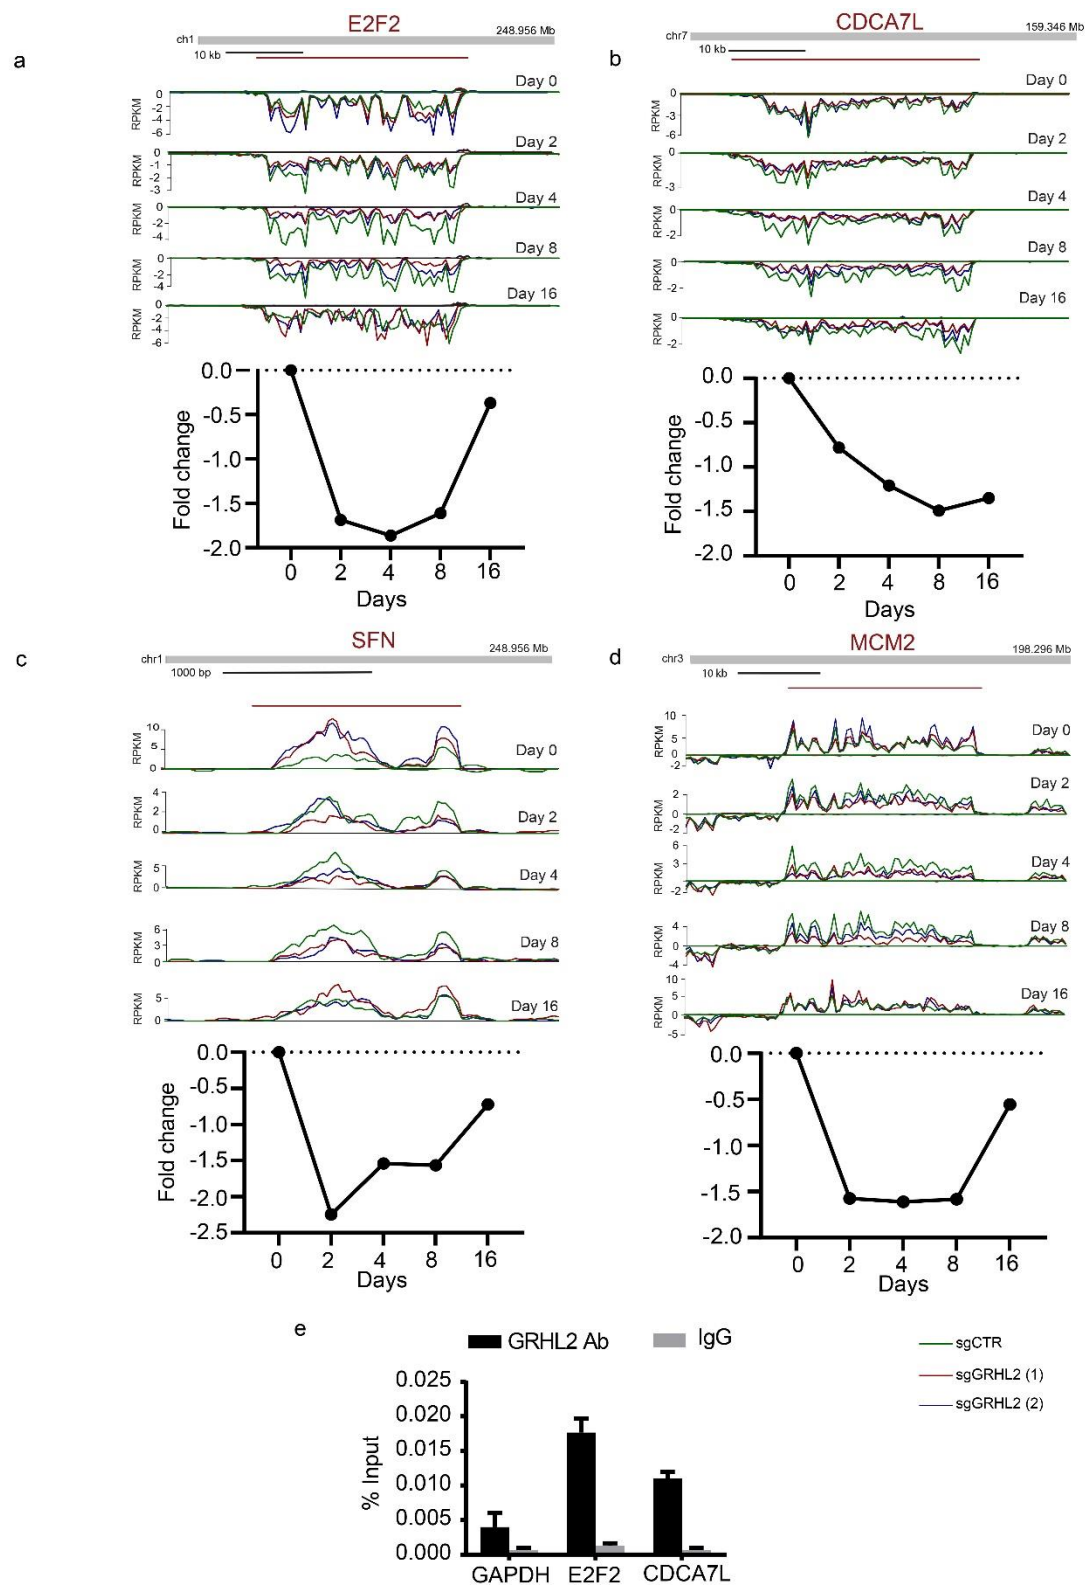 a
E2F2
chr1
248.956 Mb
10 kb
Day 0
RPKM
0
-2
-4
-6
Day 2
RPKM
0
-1
-2
-3
Day 4
RPKM
0
-2
-4
Day 8
RPKM
0
-2
-4
Day 16
RPKM
0
-2
-4
-6
Fold change
0.0
-0.5
-1.0
-1.5
-2.0
0 2 4 8 16
Days
b
CDCA7L
chr7
159.346 Mb
10 kb
Day 0
RPKM
0
-3
-6
Day 2
RPKM
0
-3
Day 4
RPKM
0
-2
Day 8
RPKM
0
-2
Day 16
RPKM
0
-2
Fold change
0.0
-0.5
-1.0
-1.5
-2.0
0 2 4 8 16
Days
c
SFN
chr1
248.956 Mb
1000 bp
Day 0
RPKM
10
5
0
Day 2
RPKM
4
2
0
Day 4
RPKM
5
0
Day 8
RPKM
6
3
0
Day 16
RPKM
5
0
Fold change
0.0
-0.5
-1.0
-1.5
-2.0
-2.5
0 2 4 8 16
Days
d
MCM2
chr3
198.296 Mb
10 kb
Day 0
RPKM
10
5
0
-2
Day 2
RPKM
2
0
-2
Day 4
RPKM
6
3
0
-2
Day 8
RPKM
4
0
-4
Day 16
RPKM
10
5
0
-5
Fold change
0.0
-0.5
-1.0
-1.5
-2.0
0 2 4 8 16
Days
e
GRHL2 Ab
IgG
% Input
0.025
0.020
0.015
0.010
0.005
0.000
GAPDH E2F2 CDCA7L
sgCTR
sgGRHL2 (1)
sgGRHL2 (2)